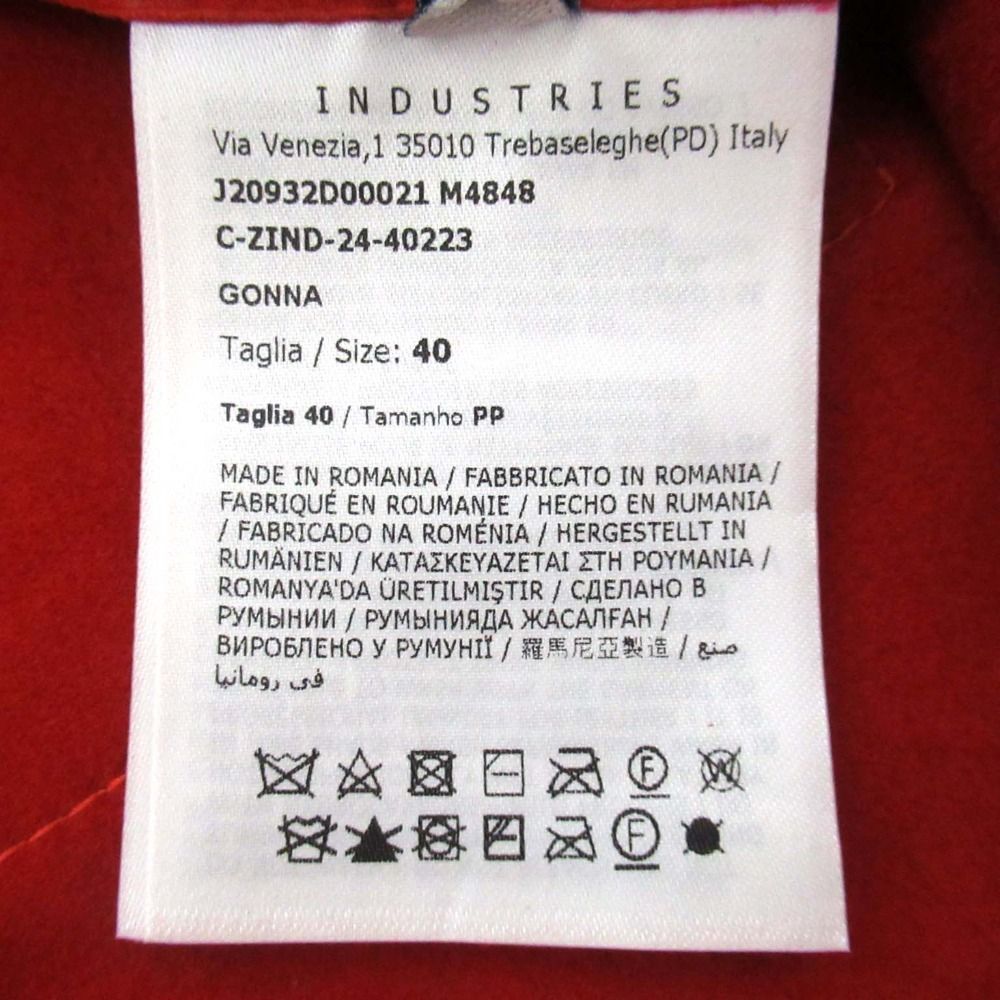 INDUSTRIES
Via Venezia,1 35010 Trebaseleghe(PD) Italy
J20932D00021 M4848
C-ZIND-24-40223
GONNA
Taglia / Size: 40
Taglia 40 / Tamanho PP
MADE IN ROMANIA / FABBRICATO IN ROMANIA /
FABRIQUÉ EN ROUMANIE / HECHO EN RUMANIA
/ FABRICADO NA ROMÉNIA / HERGESTELLT IN
RUMÄNIEN / ΚΑΤΑΣΚΕΥΑΖΕΤΑΙ ΣΤΗ ΡΟΥΜΑΝΙΑ /
ROMANYA'DA ÜRETILMIŞTIR / СДЕЛАНО В
РУМЫНИИ / РУМЫНИЯДА ЖАСАЛҒАН /
ВИРОБЛЕНО У РУМУНІЇ / 羅馬尼亞製造 / صنع
في رومانيا
F W
F